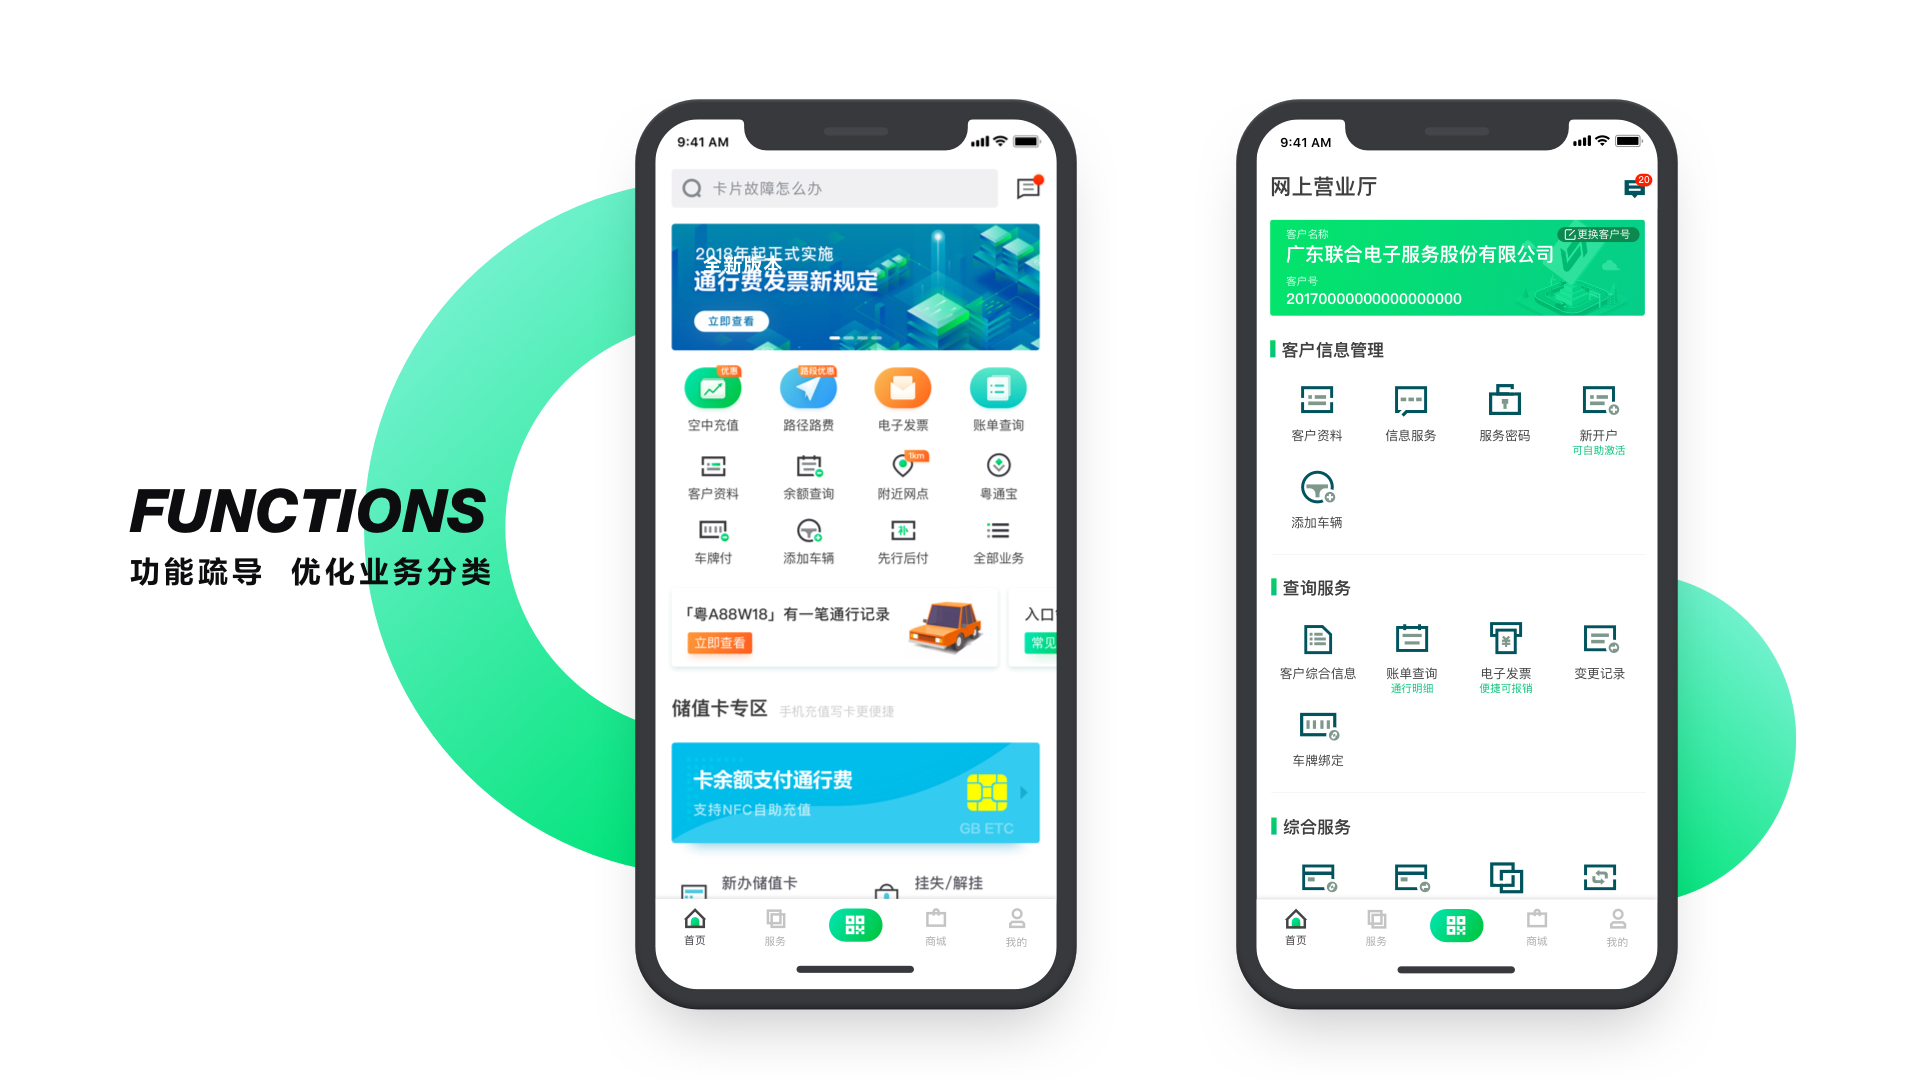 FUNCTIONS
功能疏导 优化业务分类
9:41 AM
卡片故障怎么办
2018年起正式实施
全新版本
通行费发票新规定
立即查看
优惠
路段优惠
空中充值
路径路费
电子发票
账单查询
1km
客户资料
余额查询
附近网点
粤通宝
补
车牌付
添加车辆
先行后付
全部业务
「粤A88W18」有一笔通行记录
立即查看
入口
常见
储值卡专区 手机充值写卡更便捷
卡余额支付通行费
支持NFC自助充值
GB ETC
新办储值卡
挂失/解挂
首页
服务
商城
我的
9:41 AM
网上营业厅
20
客户名称
更换客户号
广东联合电子服务股份有限公司
客户号
20170000000000000000
客户信息管理
客户资料
信息服务
服务密码
新开户
可自助激活
添加车辆
查询服务
¥
客户综合信息
账单查询
电子发票
变更记录
通行明细
便捷可报销
车牌绑定
综合服务
首页
服务
商城
我的